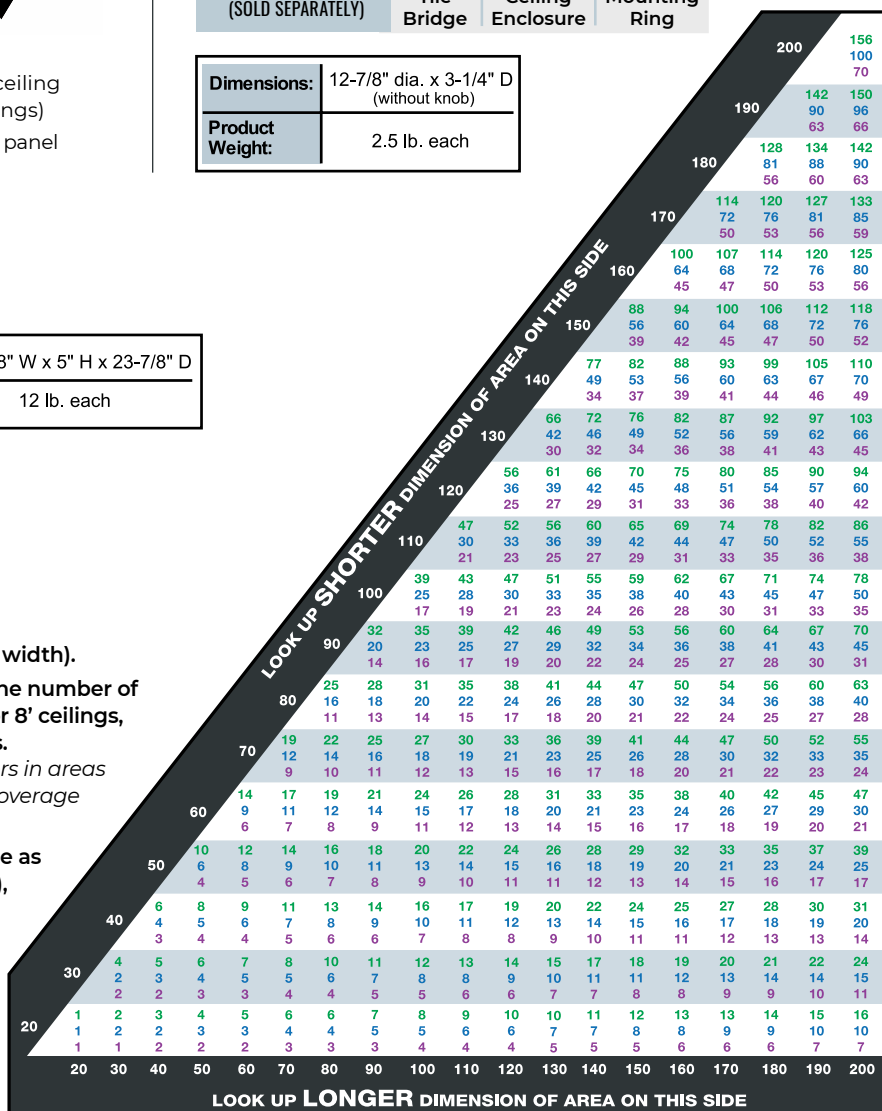 (SOLD SEPARATELY)
Tile Bridge
Ceiling Enclosure
Mounting Ring
ceiling
ngs)
panel
Dimensions: 12-7/8" dia. x 3-1/4" D
(without knob)
Product Weight: 2.5 lb. each
8" W x 5" H x 23-7/8" D
12 lb. each
width).
he number of
r 8' ceilings,
s.
rs in areas
overage
e as
),
LOOK UP SHORTER DIMENSION OF AREA ON THIS SIDE
200 156
100
70
190 142 150
90 96
63 66
180 128 134 142
81 88 90
56 60 63
170 114 120 127 133
72 76 81 85
50 53 56 59
160 100 107 114 120 125
64 68 72 76 80
45 47 50 53 56
150 88 94 100 106 112 118
56 60 64 68 72 76
39 42 45 47 50 52
140 77 82 88 93 99 105 110
49 53 56 60 63 67 70
34 37 39 41 44 46 49
130 66 72 76 82 87 92 97 103
42 46 49 52 56 59 62 66
30 32 34 36 38 41 43 45
120 56 61 66 70 75 80 85 90 94
36 39 42 45 48 51 54 57 60
25 27 29 31 33 36 38 40 42
110 47 52 56 60 65 69 74 78 82 86
30 33 36 39 42 44 47 50 52 55
21 23 25 27 29 31 33 35 36 38
100 39 43 47 51 55 59 62 67 71 74 78
25 28 30 33 35 38 40 43 45 47 50
17 19 21 23 24 26 28 30 31 33 35
90 32 35 39 42 46 49 53 56 60 64 67 70
20 23 25 27 29 32 34 36 38 41 43 45
14 16 17 19 20 22 24 25 27 28 30 31
80 25 28 31 35 38 41 44 47 50 54 56 60 63
16 18 20 22 24 26 28 30 32 34 36 38 40
11 13 14 15 17 18 20 21 22 24 25 27 28
70 19 22 25 27 30 33 36 39 41 44 47 50 52 55
12 14 16 18 19 21 23 25 26 28 30 32 33 35
9 10 11 12 13 15 16 17 18 20 21 22 23 24
60 14 17 19 21 24 26 28 31 33 35 38 40 42 45 47
9 11 12 14 15 17 18 20 21 23 24 26 27 29 30
6 7 8 9 11 12 13 14 15 16 17 18 19 20 21
50 10 12 14 16 18 20 22 24 26 28 29 32 33 35 37 39
6 8 9 10 11 13 14 15 16 18 19 20 21 23 24 25
4 5 6 7 8 9 10 11 11 12 13 14 15 16 17 17
40 6 8 9 11 13 14 16 17 19 20 22 24 25 27 28 30 31
4 5 6 7 8 9 10 11 12 13 14 15 16 17 18 19 20
3 4 4 5 6 6 7 8 8 9 10 11 11 12 13 13 14
30 4 5 6 7 8 10 11 12 13 14 15 17 18 19 20 21 22 24
2 3 4 5 5 6 7 8 8 9 10 11 11 12 13 14 14 15
2 2 3 3 4 4 5 5 6 6 7 7 8 8 9 9 10 11
20 1 2 3 4 5 6 6 7 8 9 10 10 11 12 13 13 14 15 16
1 2 2 3 3 4 4 5 5 6 6 7 7 8 8 9 9 10 10
1 1 2 2 2 3 3 3 4 4 4 5 5 5 6 6 6 7 7
20 30 40 50 60 70 80 90 100 110 120 130 140 150 160 170 180 190 200
LOOK UP LONGER DIMENSION OF AREA ON THIS SIDE